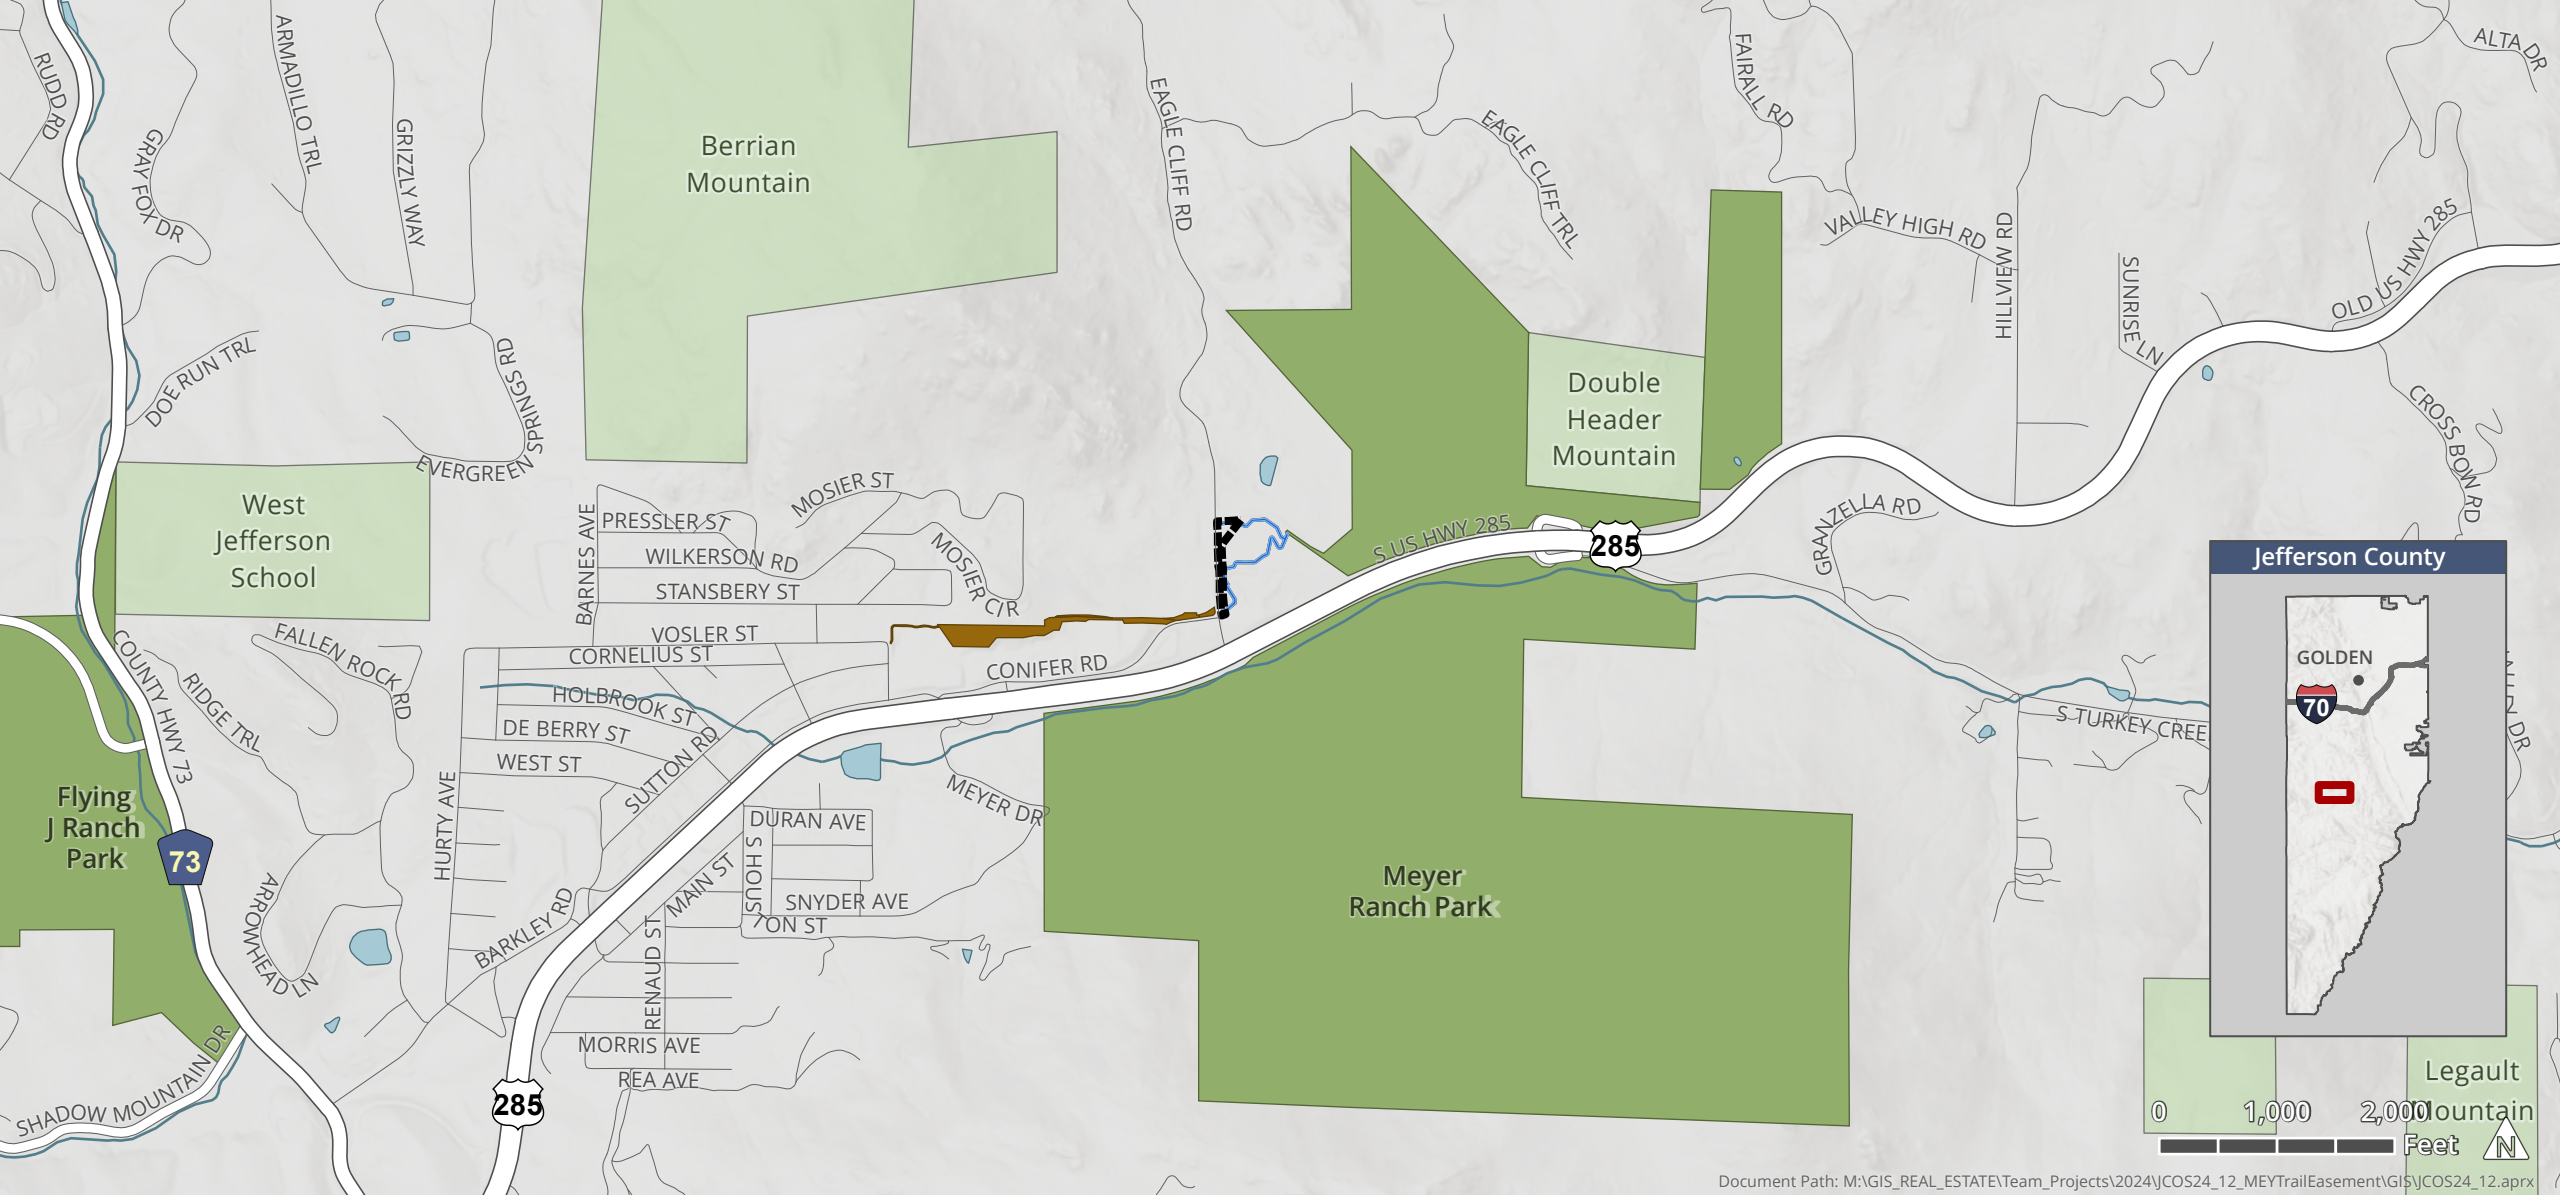 RUDD RD
GRAY FOX DR
ARMADILLO TRL
GRIZZLY WAY
Berrian
Mountain
EAGLE CLIFF RD
EAGLE CLIFF TRL
FAIRALL RD
VALLEY HIGH RD
HILLVIEW RD
SUNRISE LN
OLD US HWY 285
ALTA DR
CROSS BOW RD
DOE RUN TRL
EVERGREEN SPRINGS RD
West
Jefferson
School
Double
Header
Mountain
MOSIER ST
PRESSLER ST
BARNES AVE
WILKERSON RD
STANSBERY ST
MOSIER CIR
VOSLER ST
CORNELIUS ST
CONIFER RD
S US HWY 285
285
GRANZELLA RD
FALLEN ROCK RD
RIDGE TRL
COUNTY HWY 73
HOLBROOK ST
DE BERRY ST
WEST ST
SUTTON RD
HURTY AVE
MEYER DR
DURAN AVE
S HOUS
TON ST
SNYDER AVE
MAIN ST
RENAUD ST
BARKLEY RD
Flying
J Ranch
Park
73
ARROWHEAD LN
Meyer
Ranch Park
MORRIS AVE
REA AVE
285
SHADOW MOUNTAIN DR
S TURKEY CREE
Jefferson County
GOLDEN
70
Legault
Mountain
0 1,000 2,000
Feet
N
Document Path: M:\GIS_REAL_ESTATE\Team_Projects\2024\JCOS24_12_MEYTrailEasement\GIS\JCOS24_12.aprx